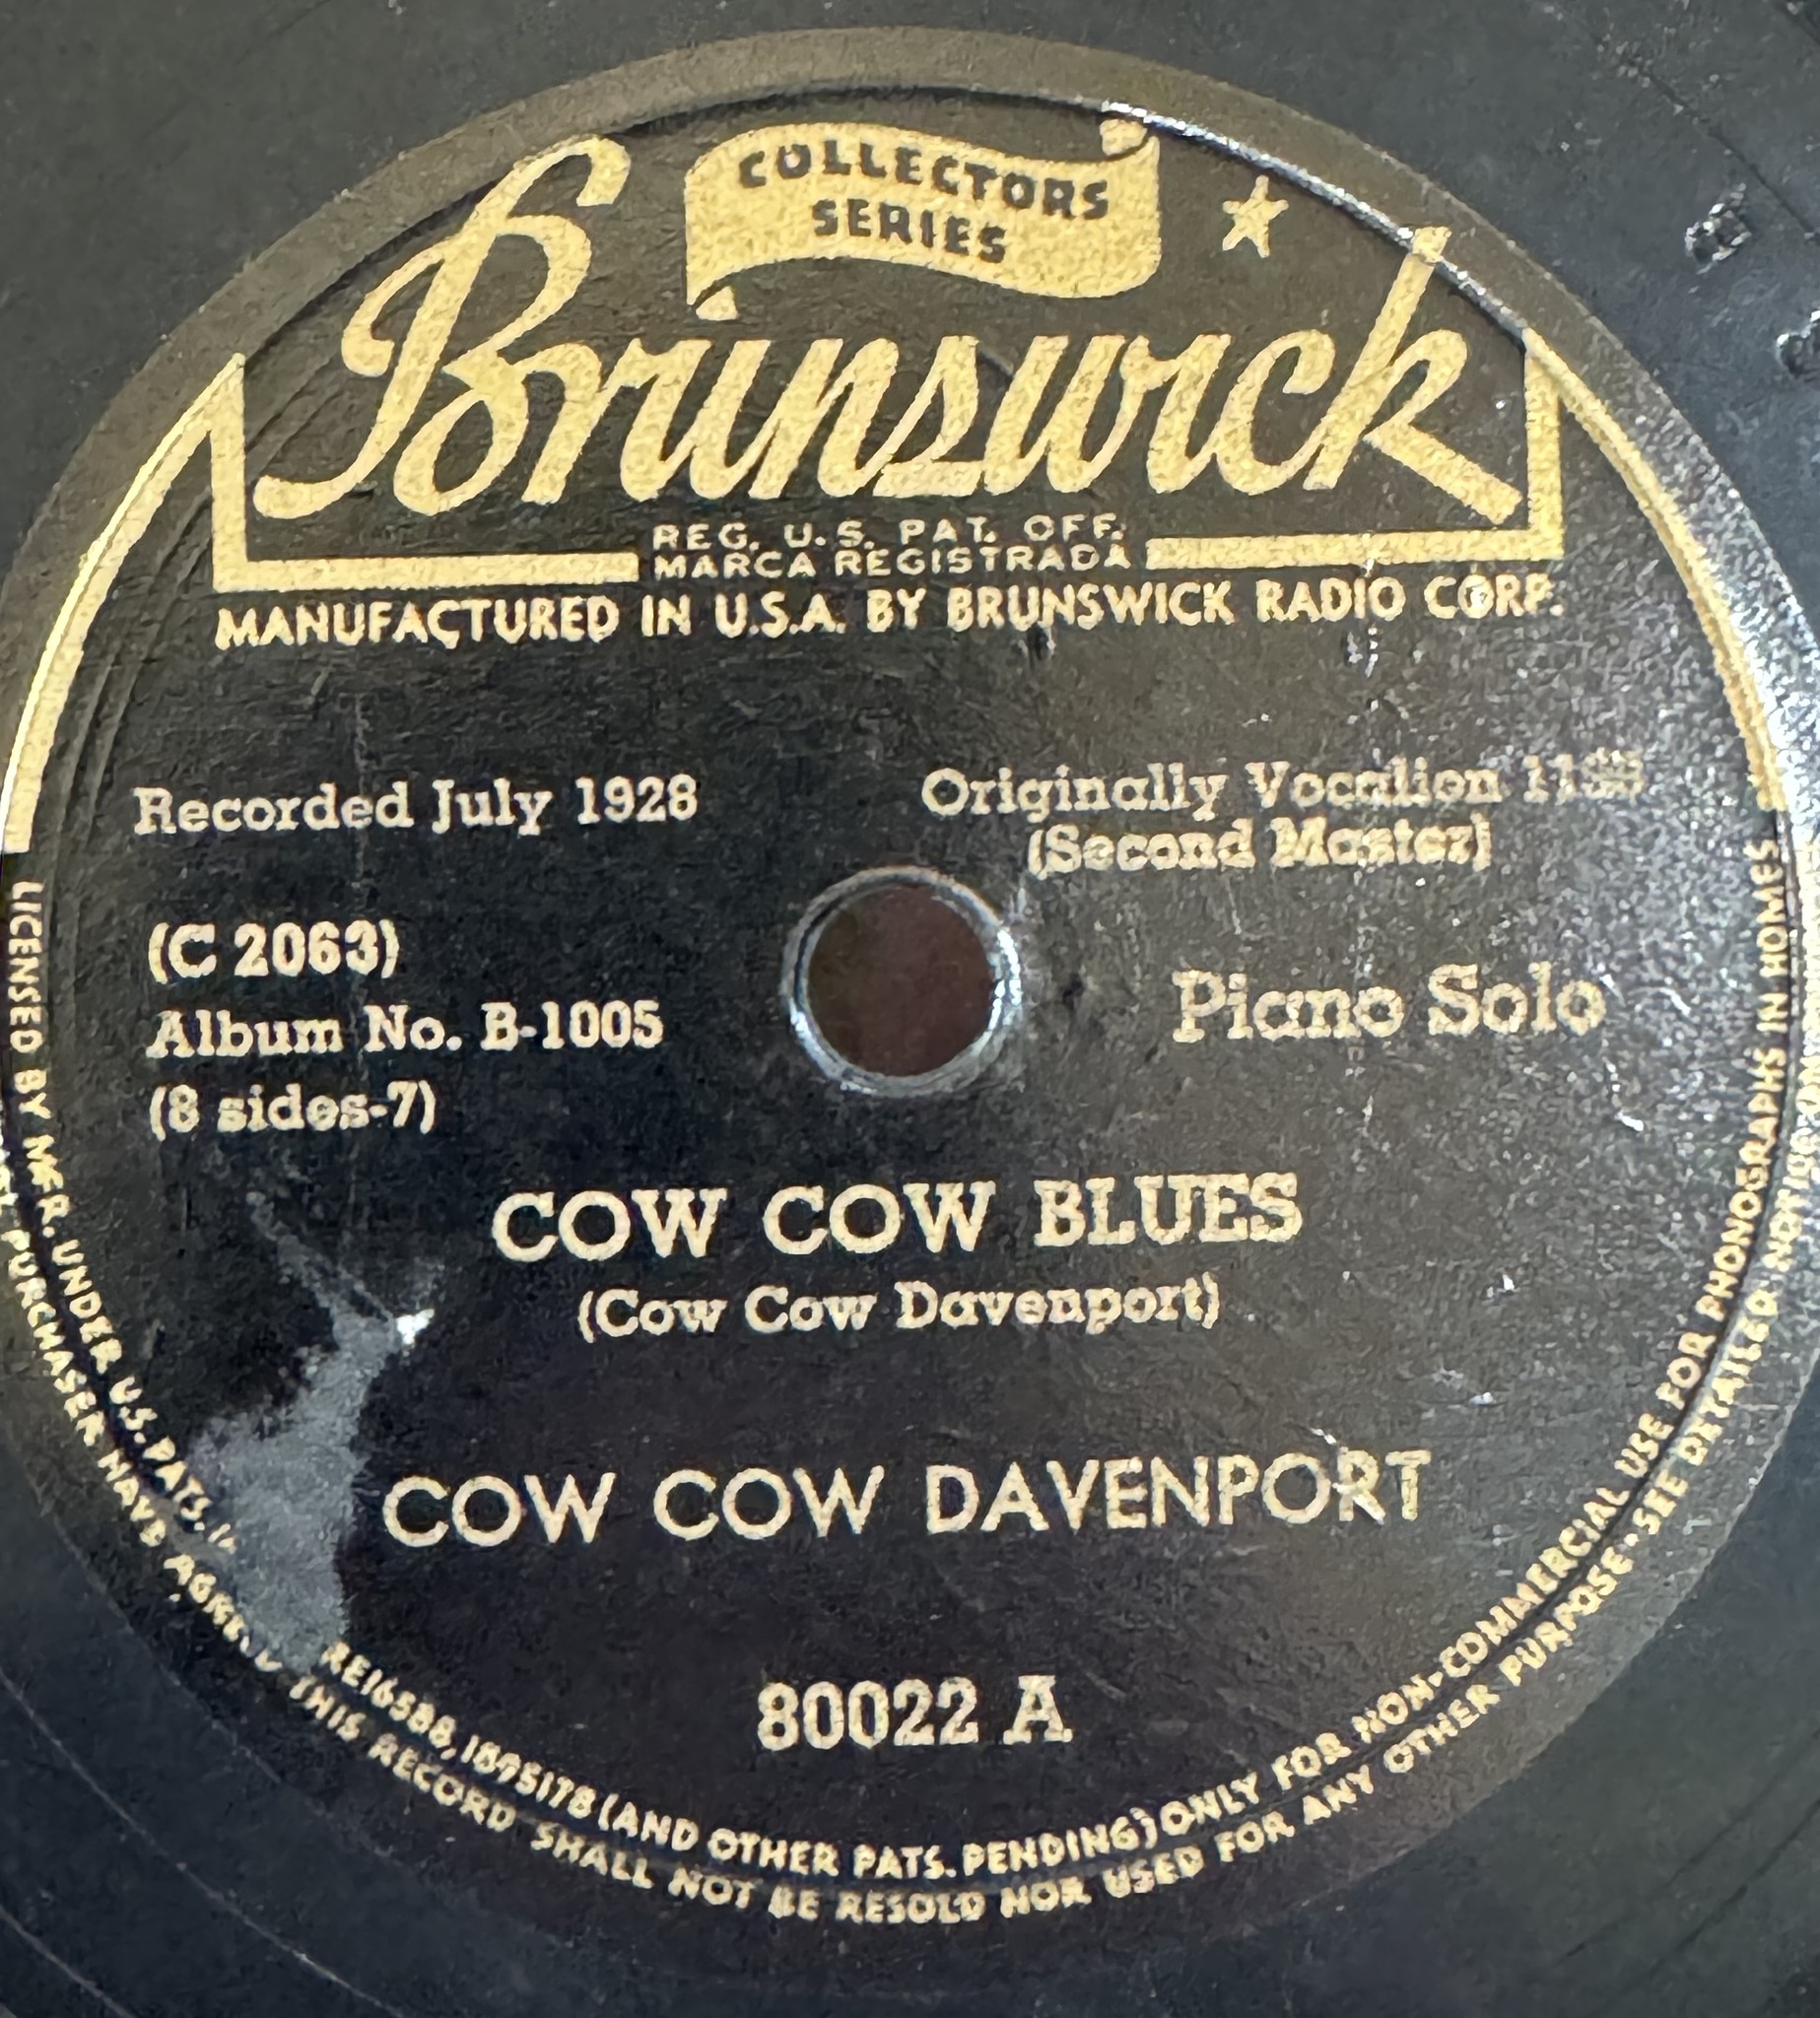 COLLECTORS
SERIES
Brunswick
REG. U.S. PAT. OFF.
MARCA REGISTRADA
MANUFACTURED IN U.S.A. BY BRUNSWICK RADIO CORP.
Recorded July 1928
Originally Vocalion
(Second Master)
(C 2063)
Album No. B-1005
(8 sides-7)
Piano Solo
COW COW BLUES
(Cow Cow Davenport)
COW COW DAVENPORT
80022 A
LICENSED BY MFR. UNDER U.S. PATS. RE16588, 1895178 (AND OTHER PATS. PENDING) ONLY FOR NON-COMMERCIAL USE FOR PHONOGRAPHS IN HOMES
PURCHASER HAVE AGREED THIS RECORD SHALL NOT BE RESOLD NOR USED FOR ANY OTHER PURPOSE · SEE DETAILED